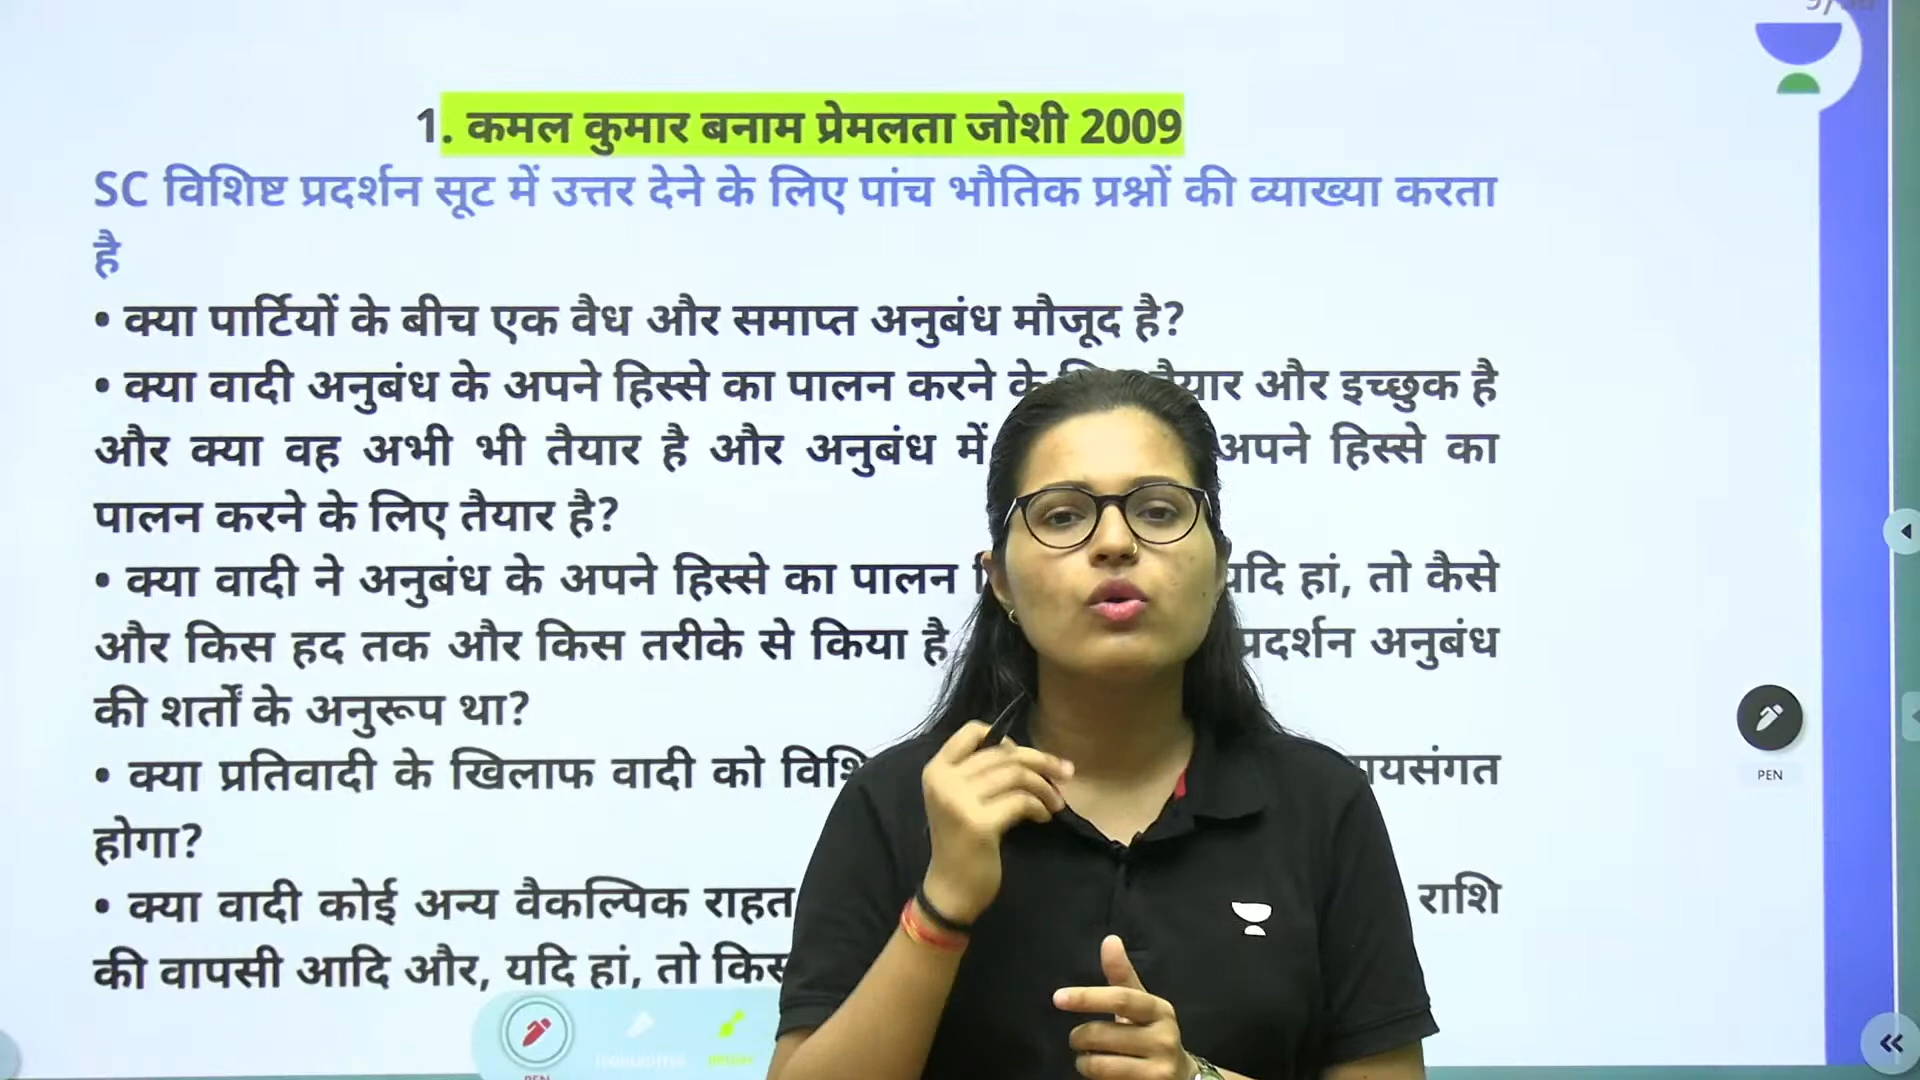 1. कमल कुमार बनाम प्रेमलता जोशी 2009
SC विशिष्ट प्रदर्शन सूट में उत्तर देने के लिए पांच भौतिक प्रश्नों की व्याख्या करता
है
• क्या पार्टियों के बीच एक वैध और समाप्त अनुबंध मौजूद है?
• क्या वादी अनुबंध के अपने हिस्से का पालन करने के और इच्छुक है
और क्या वह अभी भी तैयार है और अनुबंध में अपने हिस्से का
पालन करने के लिए तैयार है?
• क्या वादी ने अनुबंध के अपने हिस्से का पालन यदि हां, तो कैसे
और किस हद तक और किस तरीके से किया है प्रदर्शन अनुबंध
की शर्तों के अनुरूप था?
• क्या प्रतिवादी के खिलाफ वादी को
होगा?
• क्या वादी कोई अन्य वैकल्पिक राहत राशि
की वापसी आदि और, यदि हां, तो किस
PEN
PEN